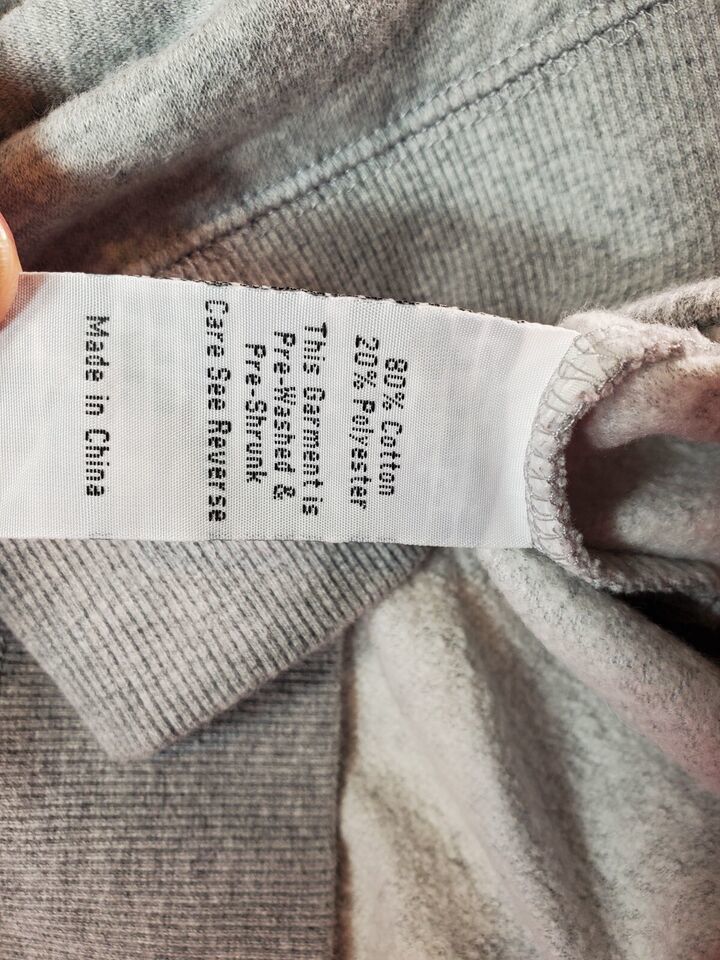 80% Cotton
20% Polyester
This Garment is
Pre-Washed &
Pre-Shrunk
Care See Reverse
Made in China